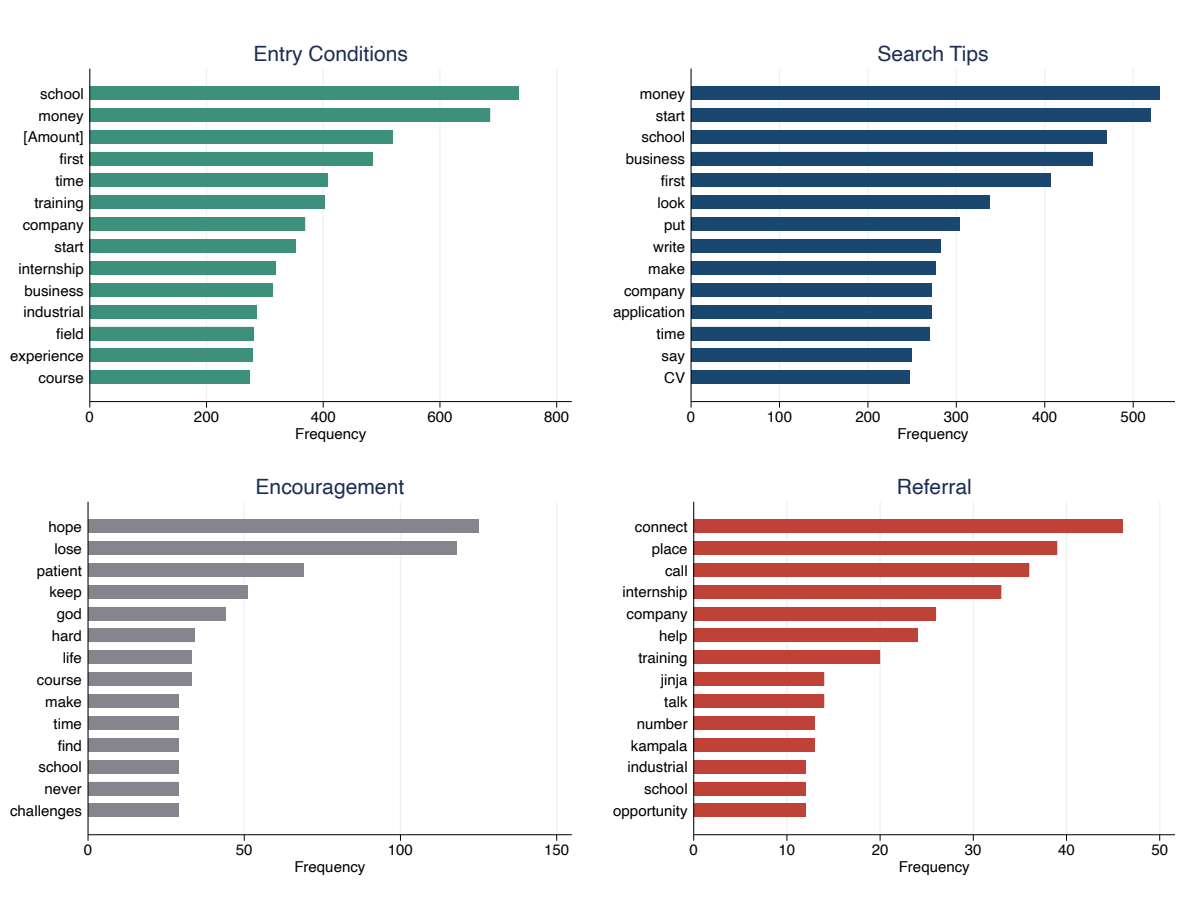 Entry Conditions
school
money
[Amount]
first
time
training
company
start
internship
business
industrial
field
experience
course
0 200 400 600 800
Frequency
Search Tips
money
start
school
business
first
look
put
write
make
company
application
time
say
CV
0 100 200 300 400 500
Frequency
Encouragement
hope
lose
patient
keep
god
hard
life
course
make
time
find
school
never
challenges
0 50 100 150
Frequency
Referral
connect
place
call
internship
company
help
training
jinja
talk
number
kampala
industrial
school
opportunity
0 10 20 30 40 50
Frequency